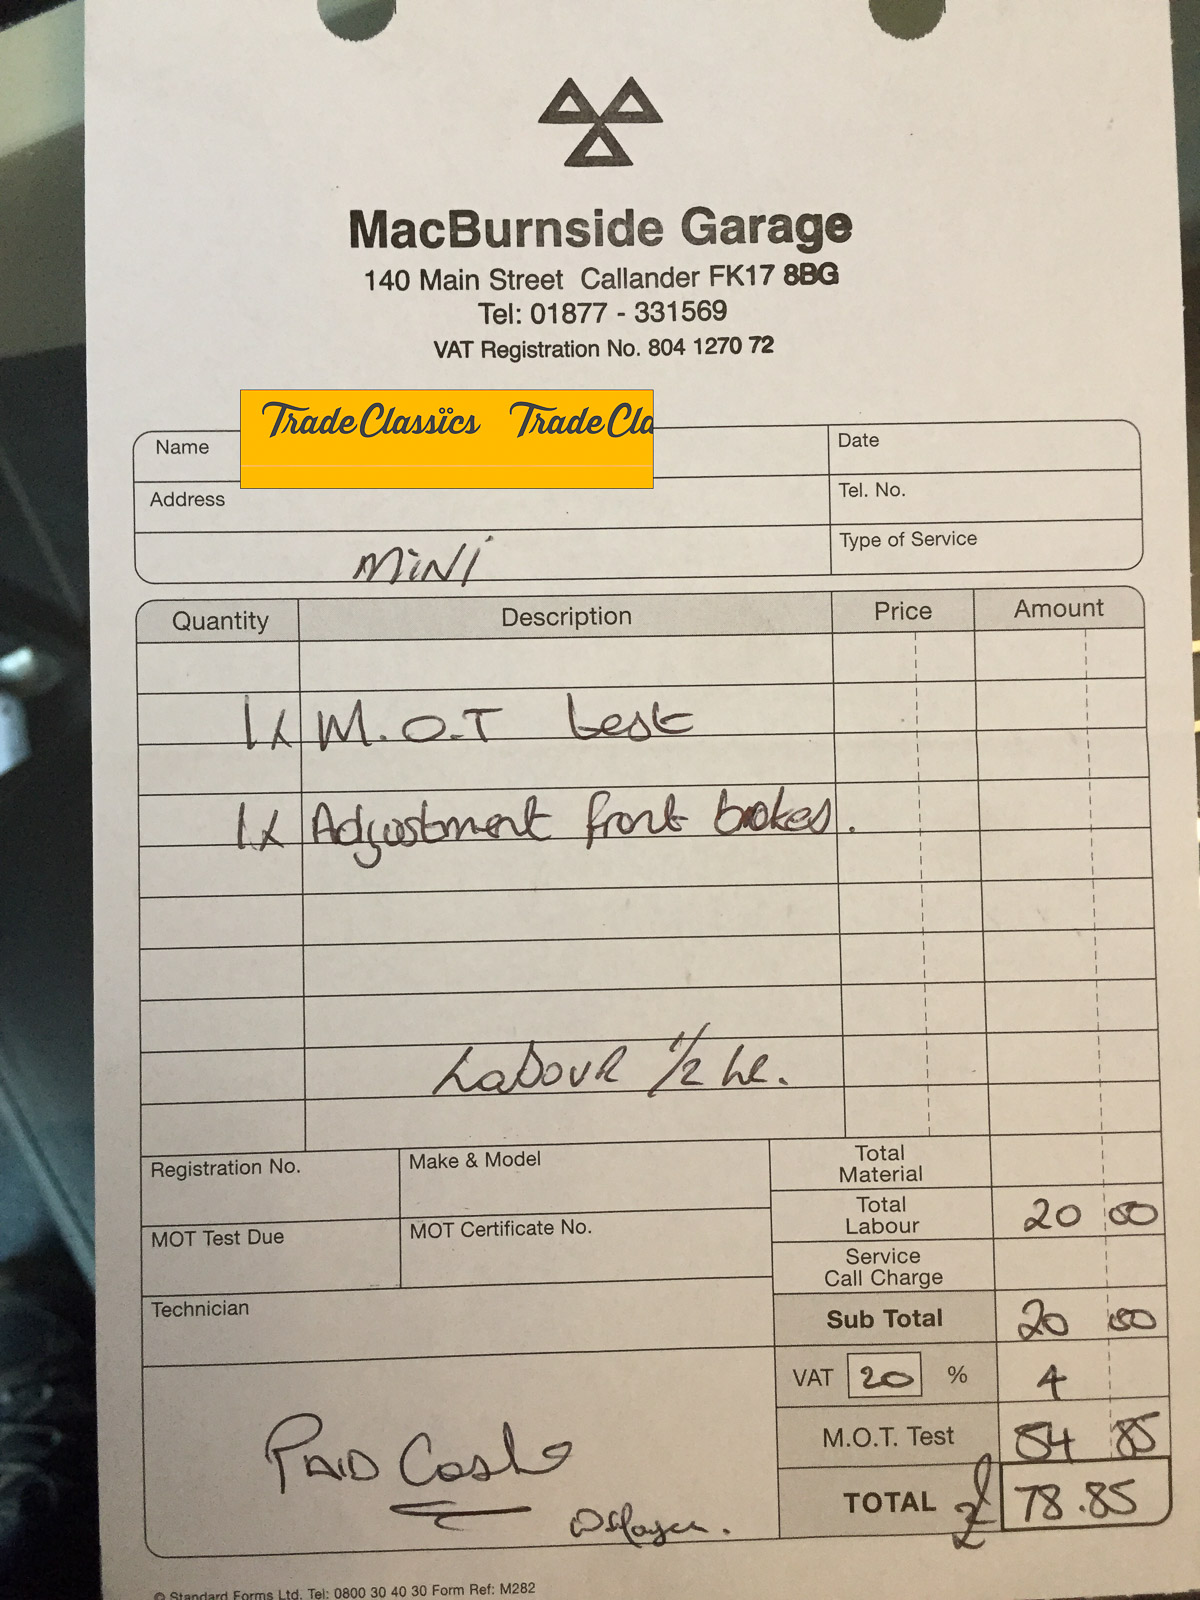 MacBurnside Garage
140 Main Street Callander FK17 8BG
Tel: 01877 - 331569
VAT Registration No. 804 1270 72
TradeClassics TradeCla
Name
Date
Address
Tel. No.
MiNi
Type of Service
Quantity Description Price Amount
1x M.O.T test
1x Adjustment front brakes.
Labour 1/2 hr.
Registration No. Make & Model
Total Material
Total Labour 20 00
MOT Test Due MOT Certificate No.
Service Call Charge
Technician
Sub Total 20 00
VAT 20 % 4
M.O.T. Test 54 85
PAID Cash
TOTAL £ 78.85
© Standard Forms Ltd. Tel: 0800 30 40 30 Form Ref: M282